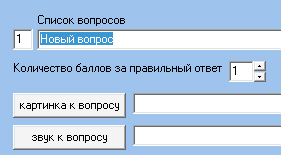 Список вопросов
1 Новый вопрос
Количество баллов за правильный ответ 1
картинка к вопросу
звук к вопросу